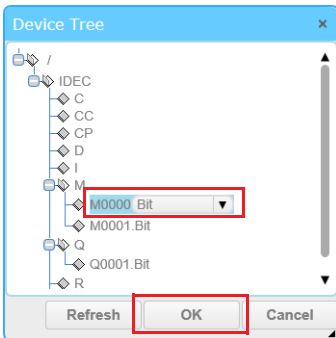 Device Tree ×
/
IDEC
C
CC
CP
D
I
M
M0000 Bit ▼
M0001.Bit
Q
Q0001.Bit
R
Refresh OK Cancel